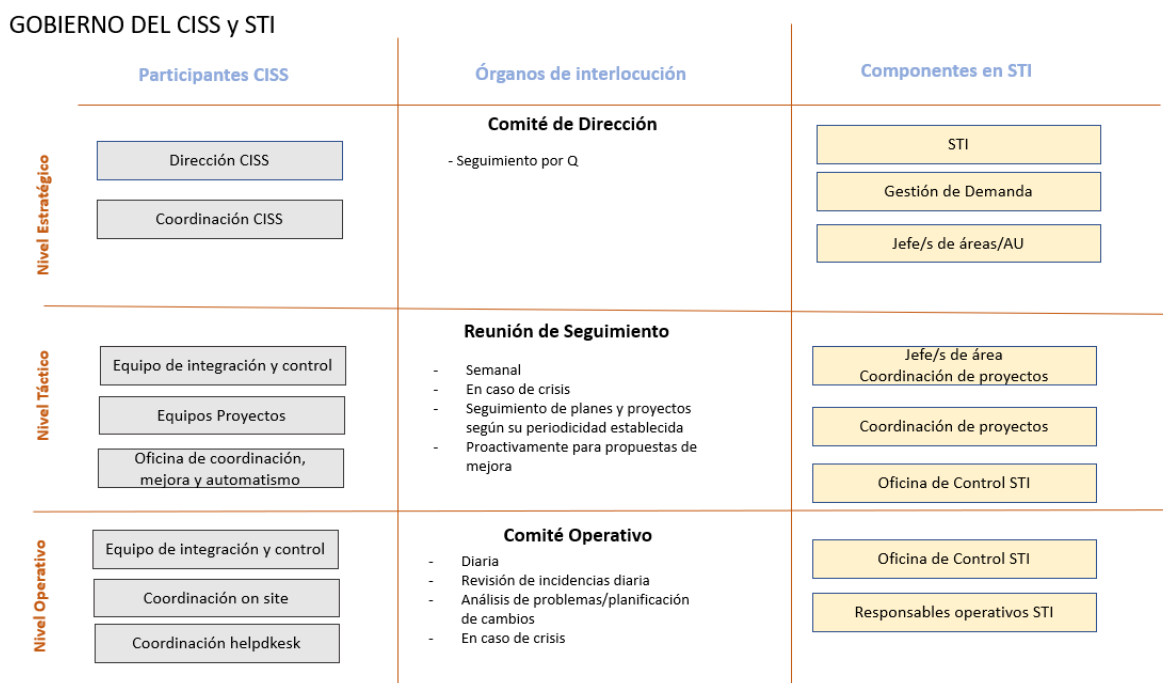 GOBIERNO DEL CISS y STI
Participantes CISS
Órganos de interlocución
Componentes en STI
Nivel Estratégico
Dirección CISS
Coordinación CISS
Comité de Dirección
- Seguimiento por Q
STI
Gestión de Demanda
Jefe/s de áreas/AU
Nivel Táctico
Equipo de integración y control
Equipos Proyectos
Oficina de coordinación,
mejora y automatismo
Reunión de Seguimiento
- Semanal
- En caso de crisis
- Seguimiento de planes y proyectos
según su periodicidad establecida
- Proactivamente para propuestas de
mejora
Jefe/s de área
Coordinación de proyectos
Coordinación de proyectos
Oficina de Control STI
Nivel Operativo
Equipo de integración y control
Coordinación on site
Coordinación helpdkesk
Comité Operativo
- Diaria
- Revisión de incidencias diaria
- Análisis de problemas/planificación
de cambios
- En caso de crisis
Oficina de Control STI
Responsables operativos STI